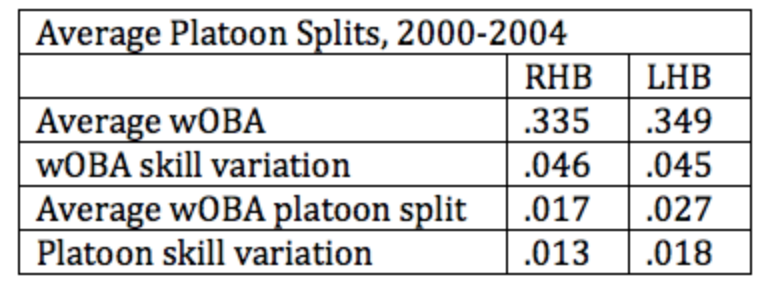 Average Platoon Splits, 2000-2004
RHB LHB
Average wOBA .335 .349
wOBA skill variation .046 .045
Average wOBA platoon split .017 .027
Platoon skill variation .013 .018